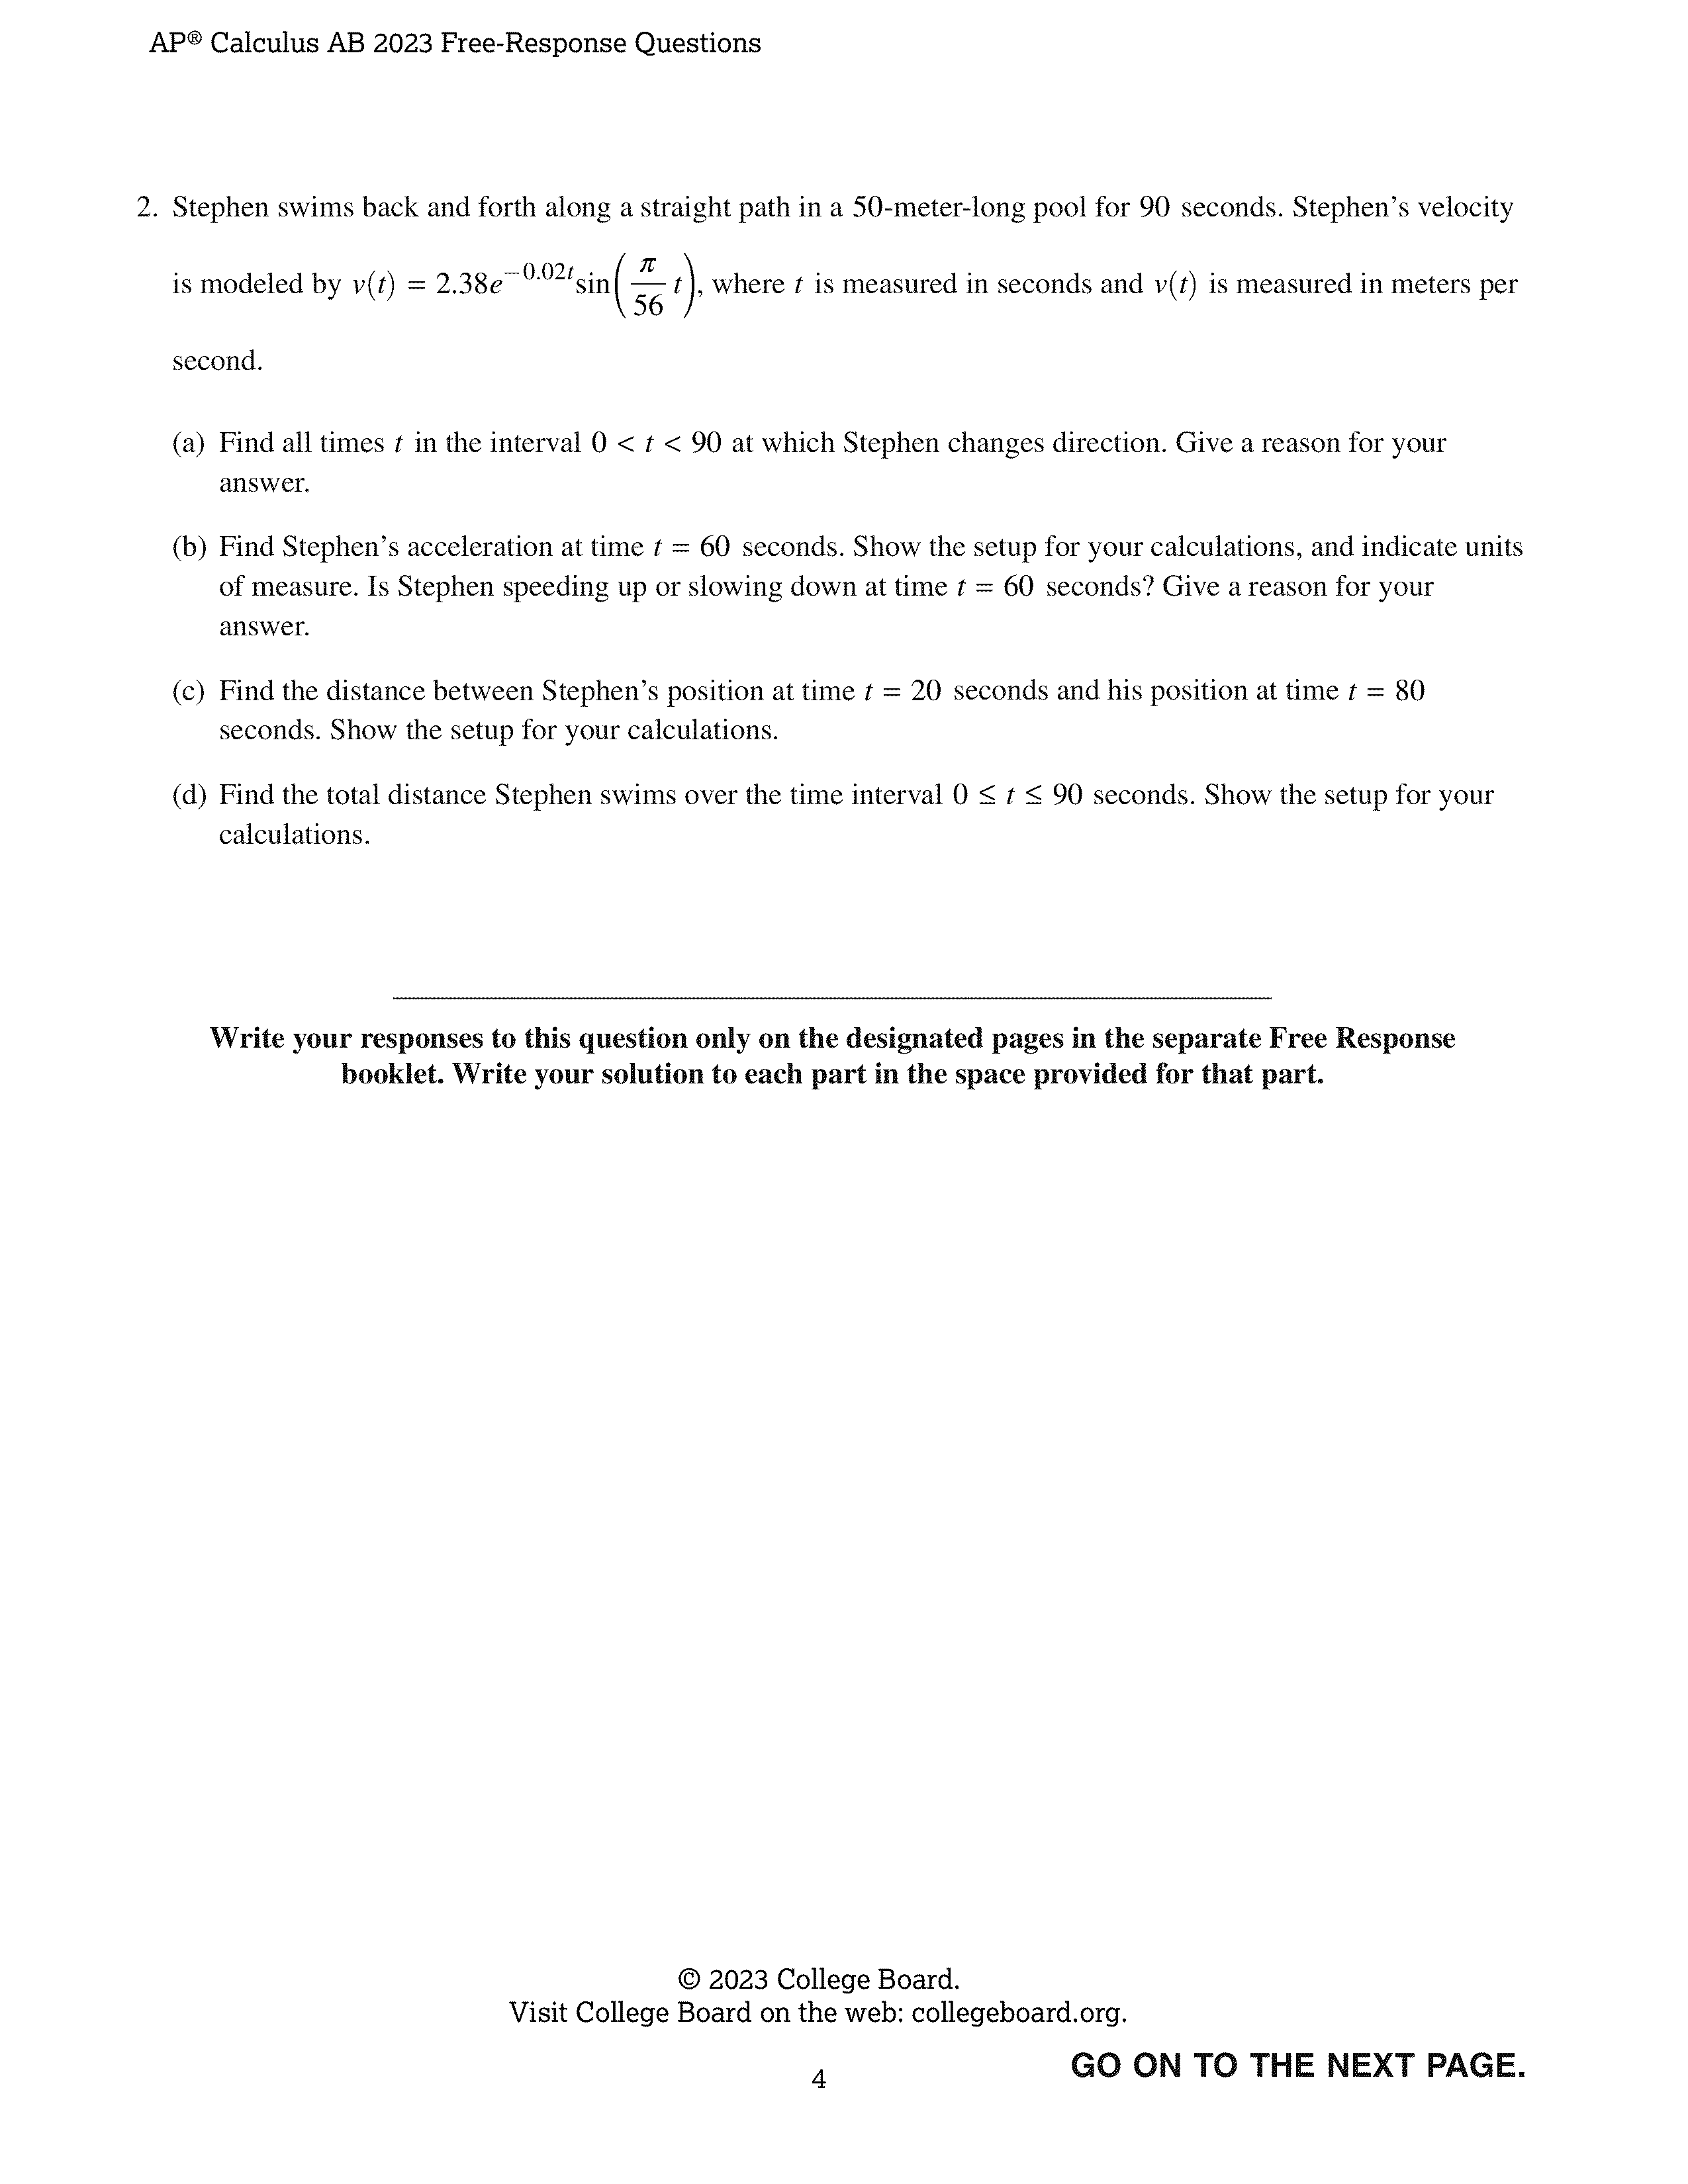 AP® Calculus AB 2023 Free-Response Questions
2. Stephen swims back and forth along a straight path in a 50-meter-long pool for 90 seconds. Stephen’s velocity
is modeled by v(t) = 2.38e^{−0.02t} sin(π/56 t), where t is measured in seconds and v(t) is measured in meters per
second.
(a) Find all times t in the interval 0 < t < 90 at which Stephen changes direction. Give a reason for your
answer.
(b) Find Stephen’s acceleration at time t = 60 seconds. Show the setup for your calculations, and indicate units
of measure. Is Stephen speeding up or slowing down at time t = 60 seconds? Give a reason for your
answer.
(c) Find the distance between Stephen’s position at time t = 20 seconds and his position at time t = 80
seconds. Show the setup for your calculations.
(d) Find the total distance Stephen swims over the time interval 0 ≤ t ≤ 90 seconds. Show the setup for your
calculations.
Write your responses to this question only on the designated pages in the separate Free Response
booklet. Write your solution to each part in the space provided for that part.
© 2023 College Board.
Visit College Board on the web: collegeboard.org.
GO ON TO THE NEXT PAGE.
4